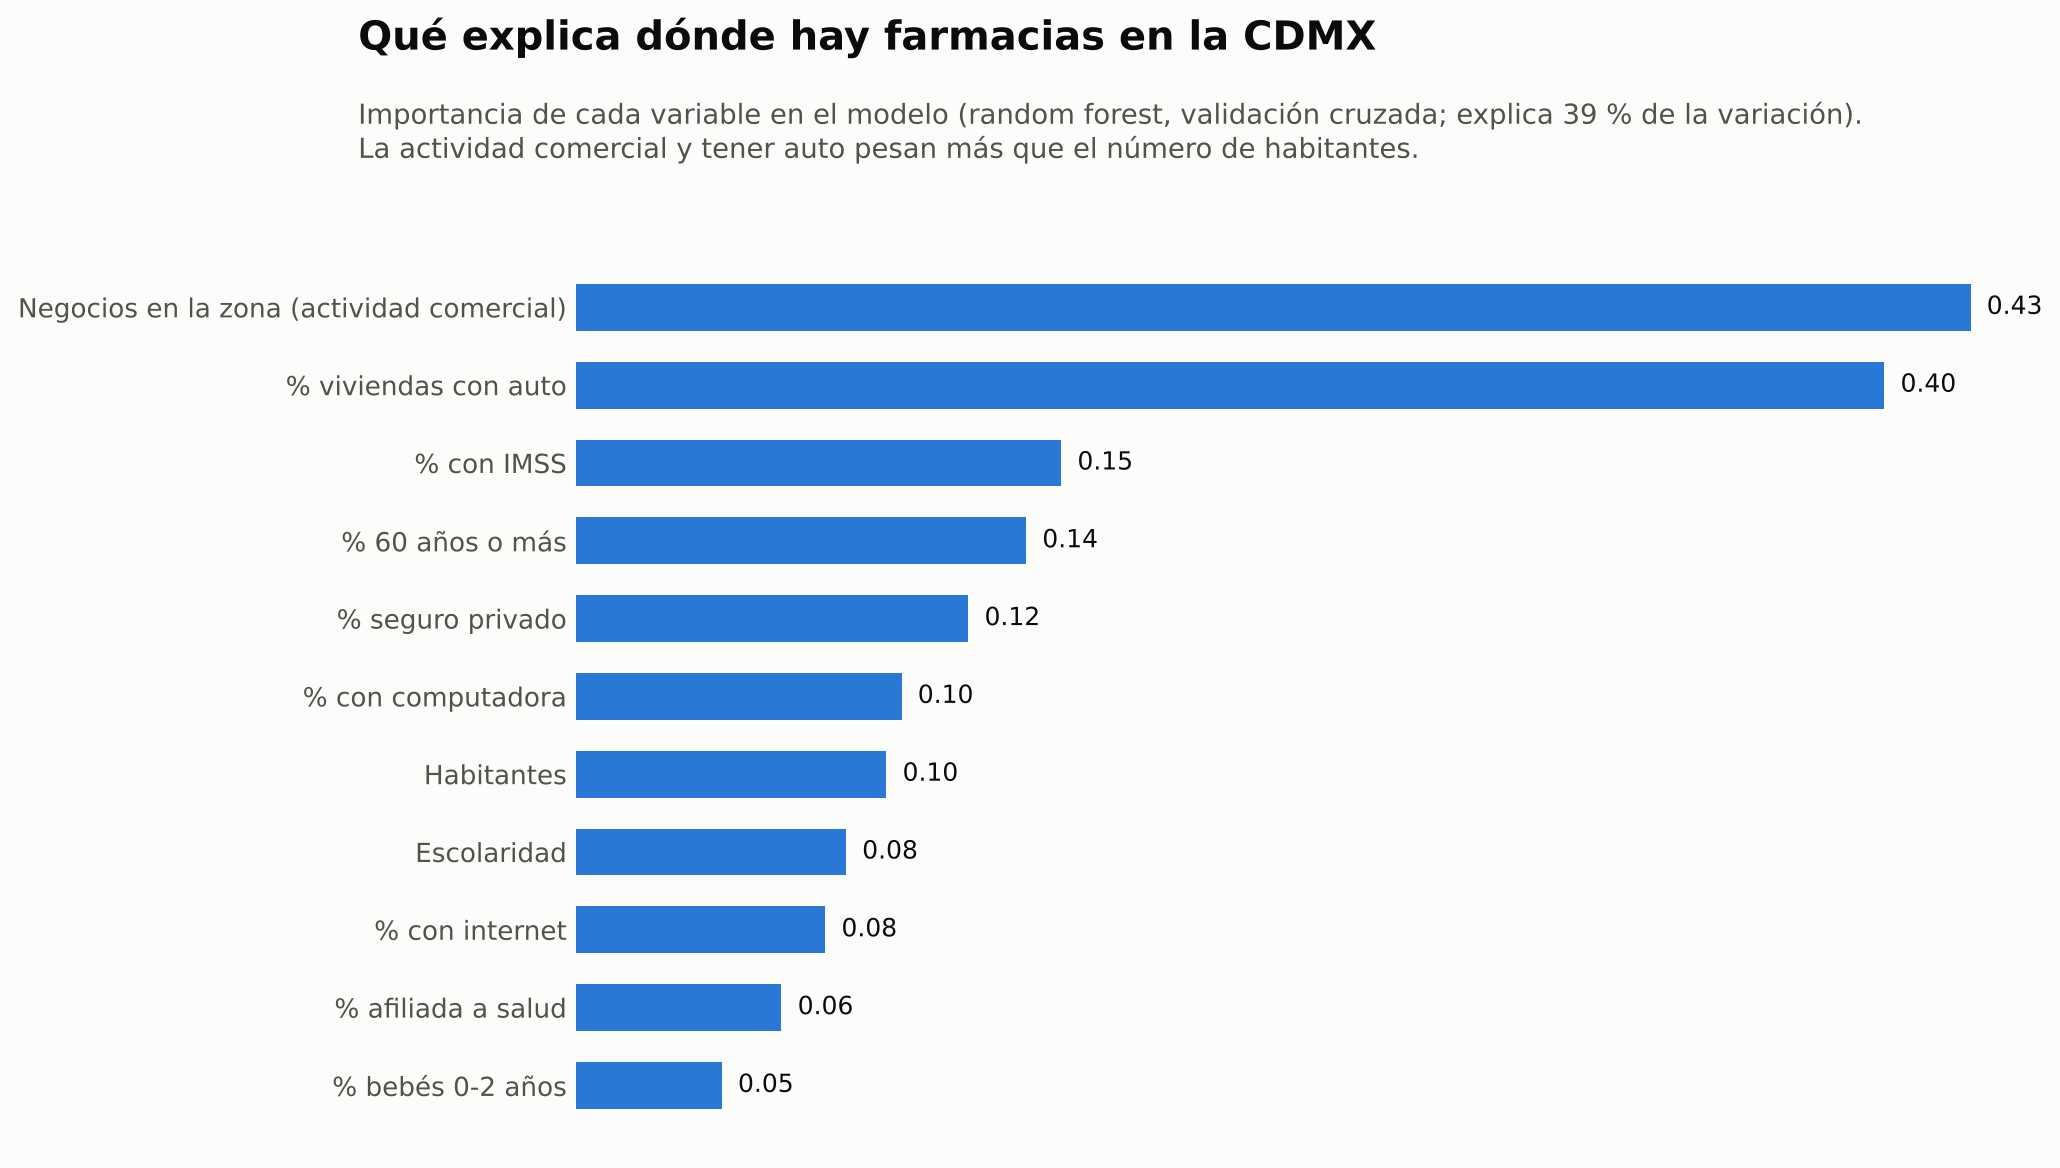 Qué explica dónde hay farmacias en la CDMX
Importancia de cada variable en el modelo (random forest, validación cruzada; explica 39 % de la variación).
La actividad comercial y tener auto pesan más que el número de habitantes.
Negocios en la zona (actividad comercial) 0.43
% viviendas con auto 0.40
% con IMSS 0.15
% 60 años o más 0.14
% seguro privado 0.12
% con computadora 0.10
Habitantes 0.10
Escolaridad 0.08
% con internet 0.08
% afiliada a salud 0.06
% bebés 0-2 años 0.05